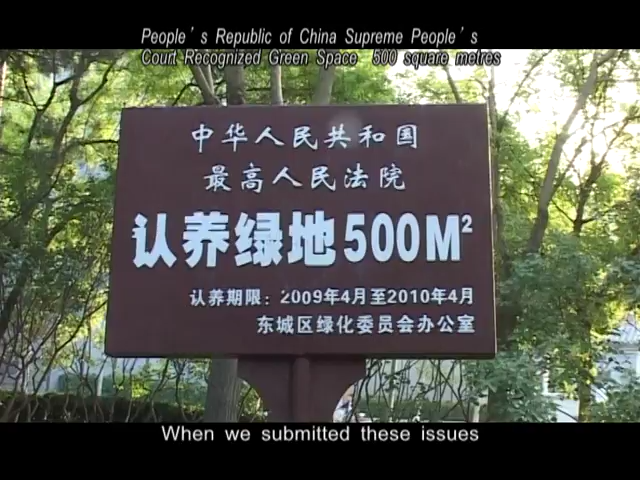 People's Republic of China Supreme People's
Court Recognized Green Space 500 square metres
中华人民共和国
最高人民法院
认养绿地500M²
认养期限：2009年4月至2010年4月
东城区绿化委员会办公室
When we submitted these issues